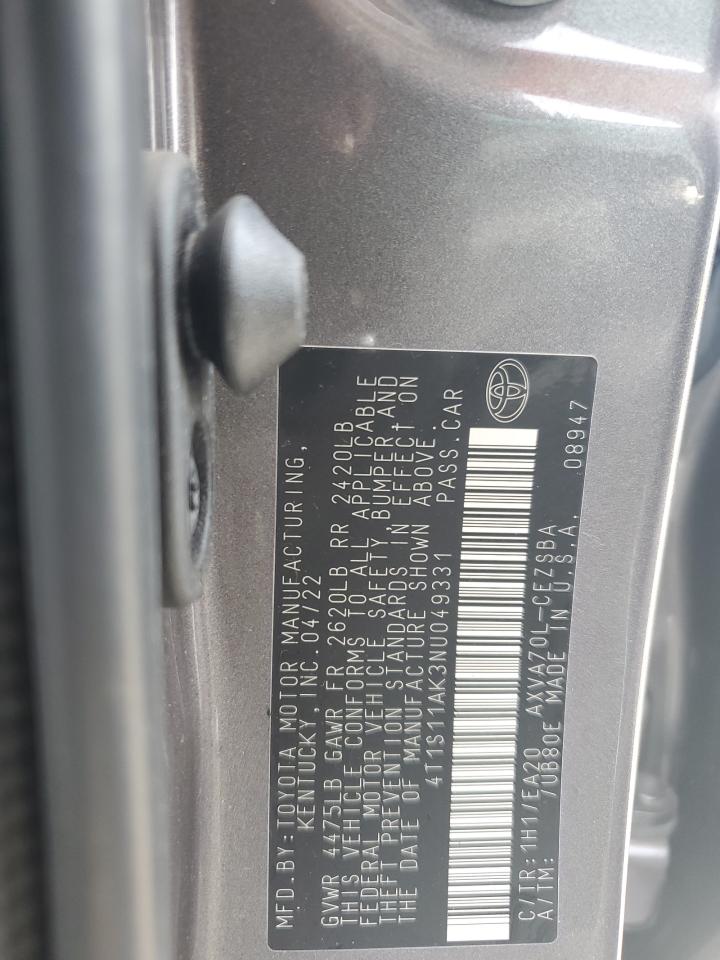 MFD.BY:TOYOTA MOTOR MANUFACTURING,
KENTUCKY,INC.04/22
GVWR 4475LB GAWR FR 2620LB RR 2420LB
THIS VEHICLE CONFORMS TO ALL APPLICABLE
FEDERAL MOTOR VEHICLE SAFETY,BUMPER,AND
THEFT PREVENTION STANDARDS IN EFFECT ON
THE DATE OF MANUFACTURE SHOWN ABOVE.
4T1S11AK3NU049331 PASS.CAR
C/TR:1H1/EA20 AXVA70L-CEZSBA
A/TM: /UB80E MADE IN U.S.A. 08947